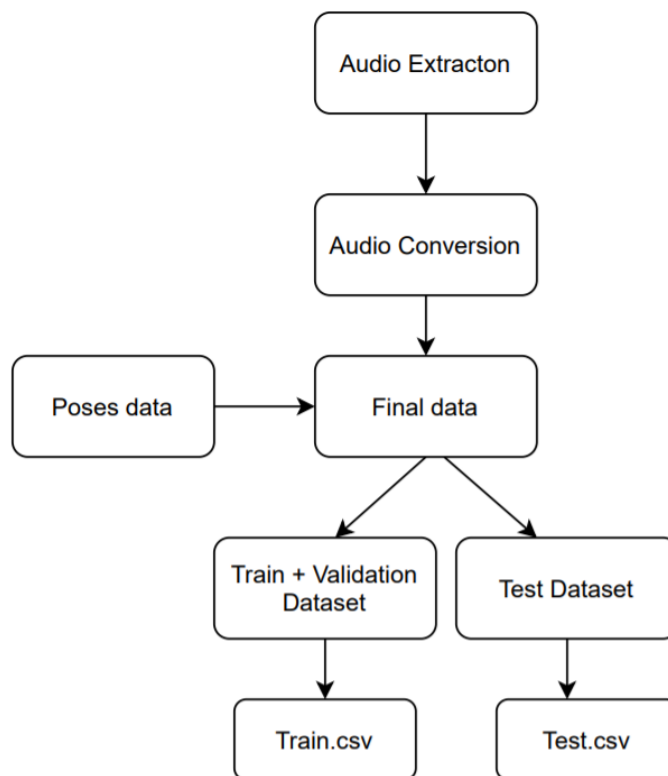 Audio Extracton
Audio Conversion
Poses data
Final data
Train + Validation
Dataset
Test Dataset
Train.csv
Test.csv